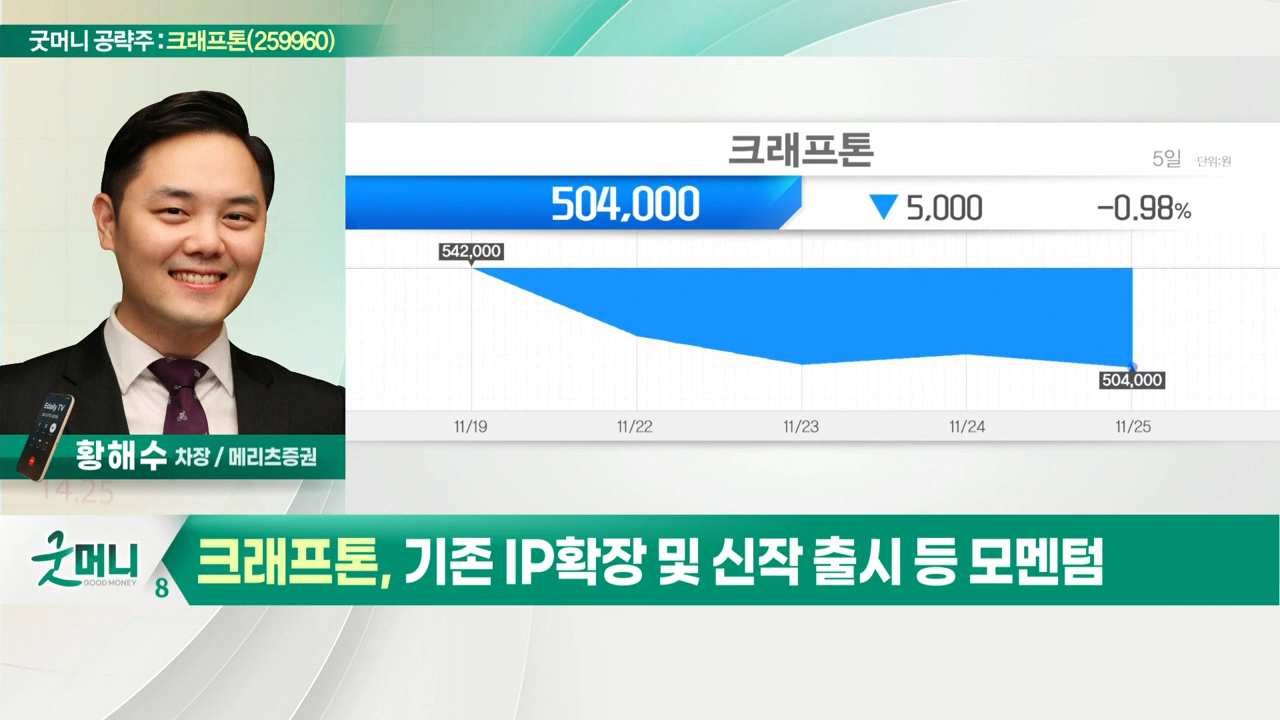 굿머니 공략주 : 크래프톤(259960)
크래프톤
5일 단위:원
504,000 ▼ 5,000 -0.98%
542,000
504,000
11/19 11/22 11/23 11/24 11/25
Edaily TV
황해수 차장 / 메리츠증권
14.25
굿머니
GOOD MONEY
8
크래프톤, 기존 IP확장 및 신작 출시 등 모멘텀